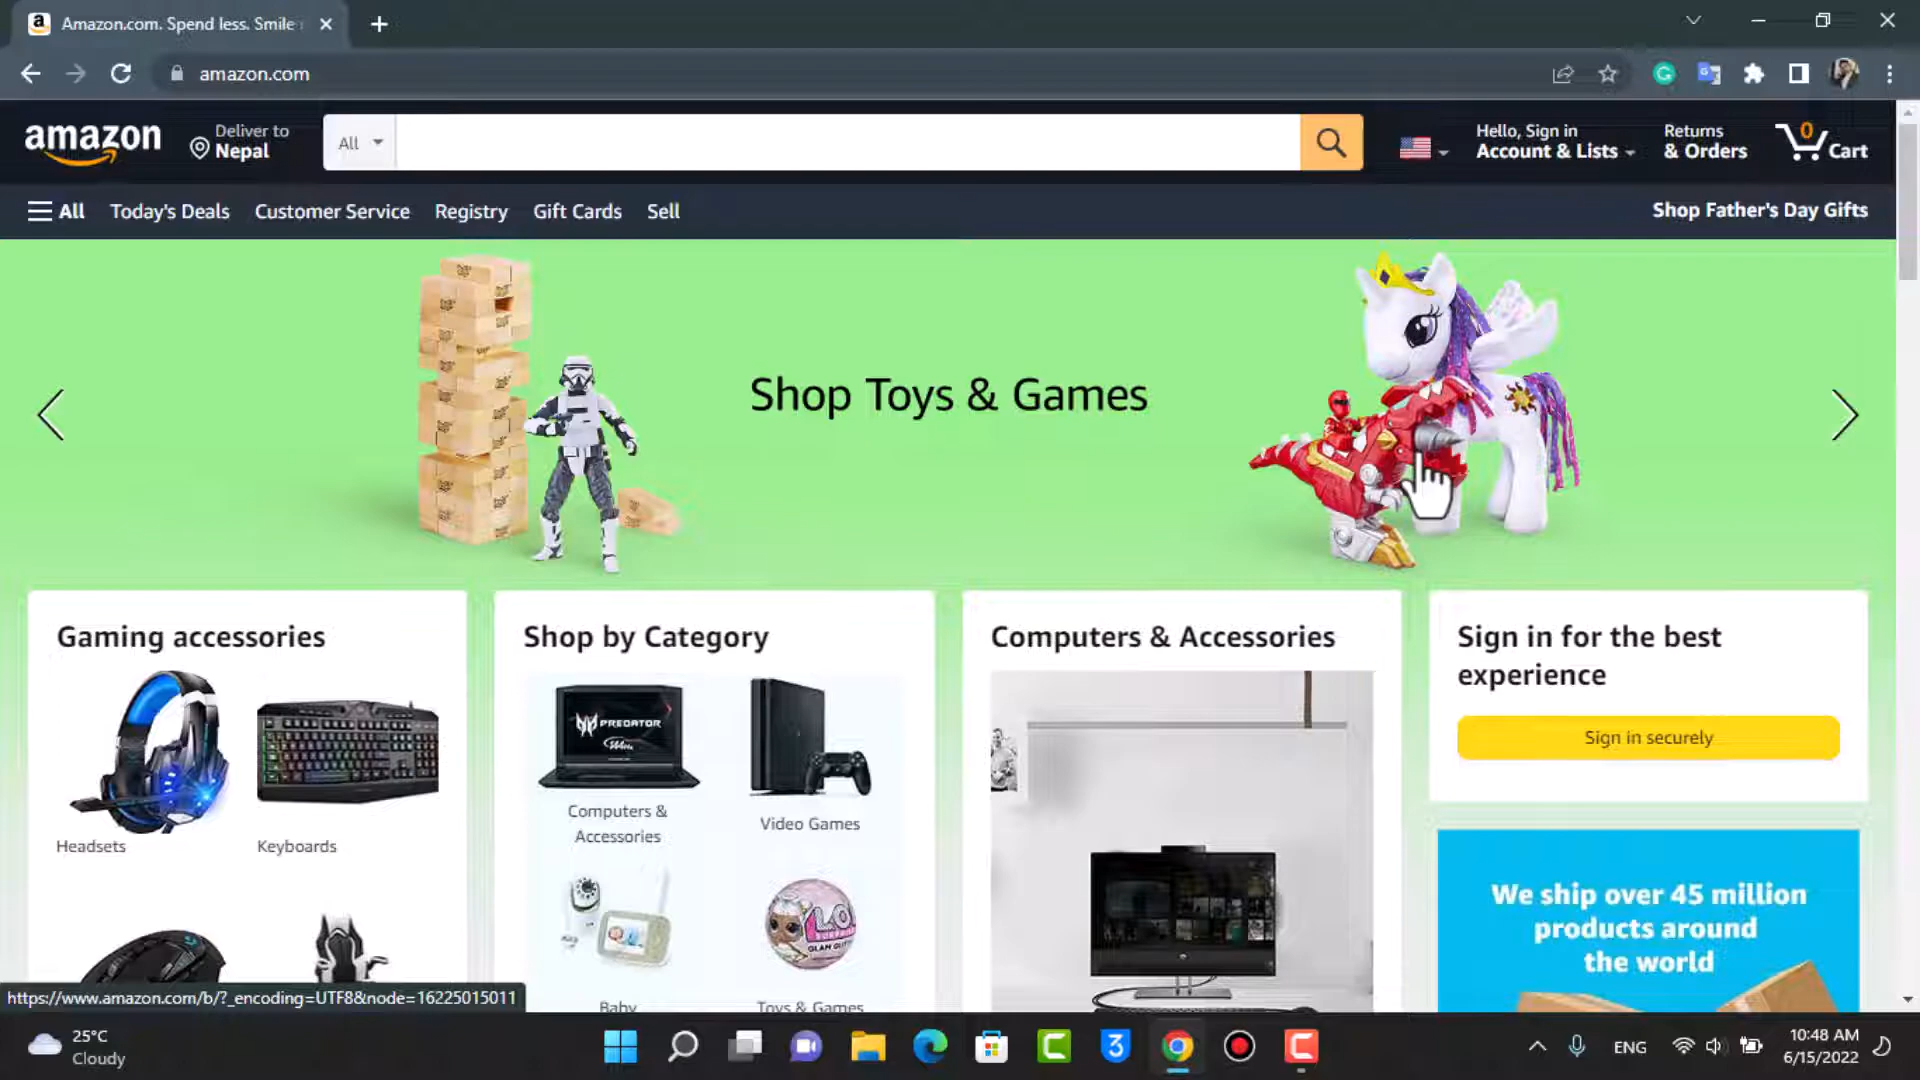 Amazon.com. Spend less. Smile
amazon.com
amazon
Deliver to
Nepal
All
Hello, Sign in
Account & Lists
Returns
& Orders
0
Cart
All
Today's Deals
Customer Service
Registry
Gift Cards
Sell
Shop Father's Day Gifts
Shop Toys & Games
Gaming accessories
Headsets
Keyboards
Shop by Category
PREDATOR
Computers &
Accessories
Video Games
Baby
Toys & Games
Computers & Accessories
Sign in for the best
experience
Sign in securely
We ship over 45 million
products around
the world
https://www.amazon.com/b/?_encoding=UTF8&node=16225015011
25°C
Cloudy
ENG
10:48 AM
6/15/2022